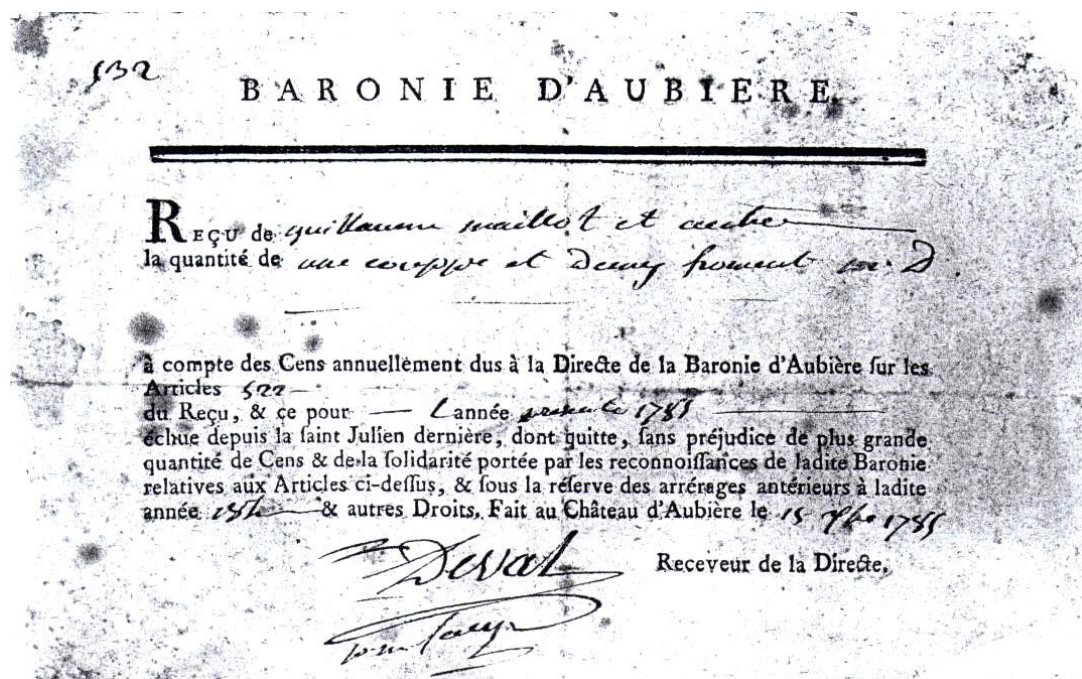 532
BARONIE D'AUBIERE.
REÇU de guillaume maillot et autres
la quantité de une couppe et Demy froment m. D
à compte des Cens annuellement dus à la Directe de la Baronie d'Aubière sur les
Articles 522
du Reçu, & ce pour — L'année presente 1785
échue depuis la saint Julien dernière, dont quitte, sans préjudice de plus grande
quantité de Cens & de la solidarité portée par les reconnoissances de ladite Baronie
relatives aux Articles ci-dessus, & sous la réserve des arrérages antérieurs à ladite
année & autres Droits. Fait au Château d'Aubière le 15 1785
Deval Receveur de la Directe,